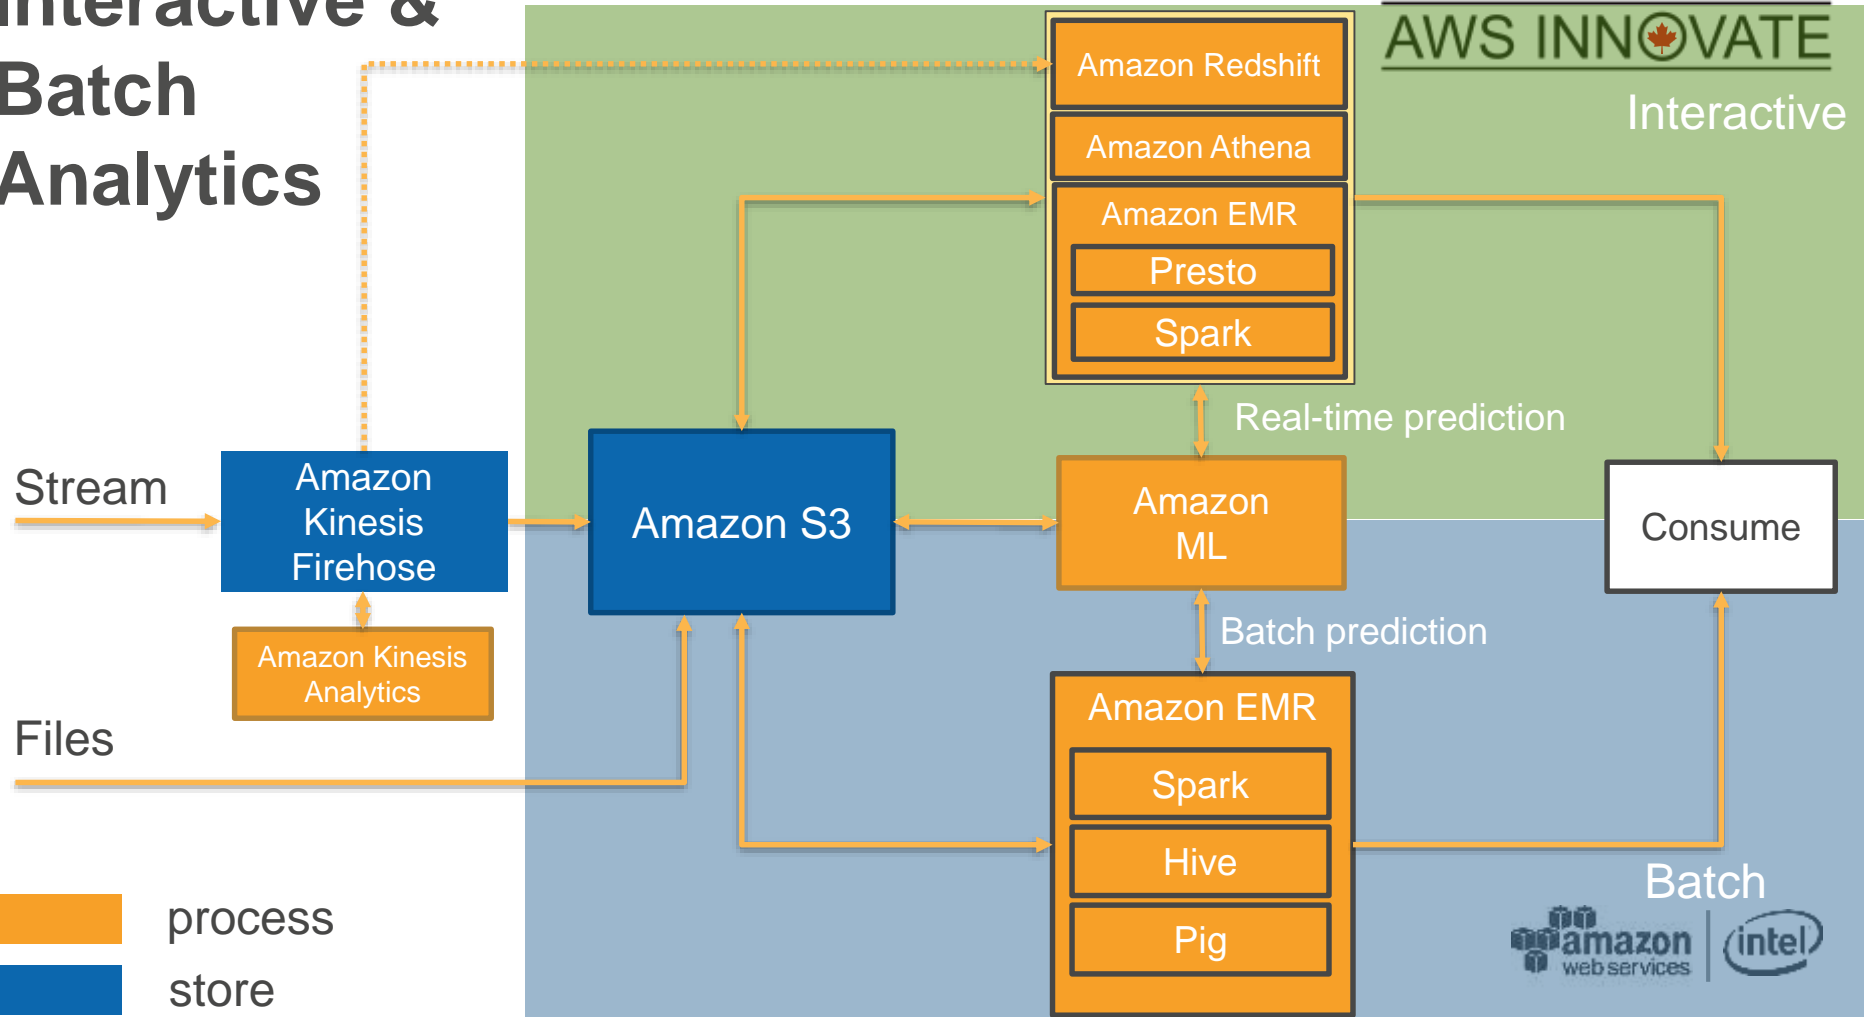 Interactive &
Batch
Analytics
AWS INNOVATE
Interactive
Amazon Redshift
Amazon Athena
Amazon EMR
Presto
Spark
Real-time prediction
Stream
Amazon
Kinesis
Firehose
Amazon S3
Amazon
ML
Consume
Amazon Kinesis
Analytics
Batch prediction
Files
Amazon EMR
Spark
Hive
Pig
Batch
process
store
amazon
web services
intel